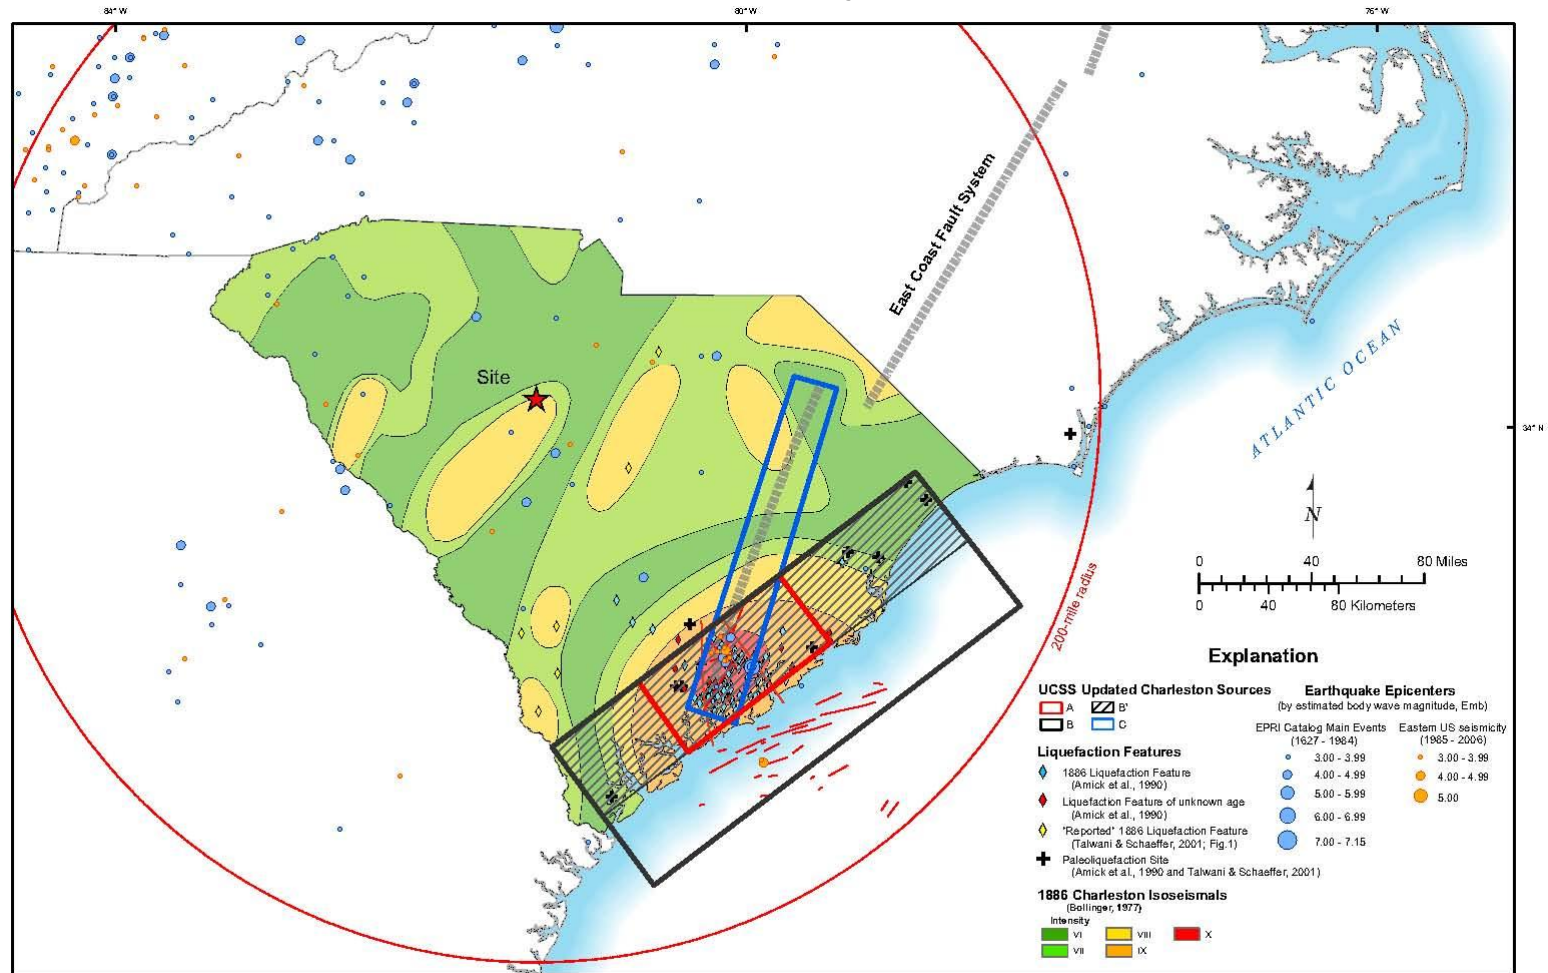 84° W
80° W
76° W
East Coast Fault System
Site
ATLANTIC OCEAN
34° N
N
0 40 80 Miles
0 40 80 Kilometers
200-mile radius
Explanation
UCSS Updated Charleston Sources
A B'
B C
Liquefaction Features
1886 Liquefaction Feature
(Amick et al., 1990)
Liquefaction Feature of unknown age
(Amick et al., 1990)
"Reported" 1886 Liquefaction Feature
(Talwani & Schaeffer, 2001; Fig.1)
Paleoliquefaction Site
(Amick et al., 1990 and Talwani & Schaeffer, 2001)
1886 Charleston Isoseismals
(Bollinger, 1977)
Intensity
VI VIII X
VII IX
Earthquake Epicenters
(by estimated body wave magnitude, Emb)
EPRI Catalog Main Events
(1627 - 1984)
3.00 - 3.99
4.00 - 4.99
5.00 - 5.99
6.00 - 6.99
7.00 - 7.15
Eastern US seismicity
(1985 - 2006)
3.00 - 3.99
4.00 - 4.99
5.00